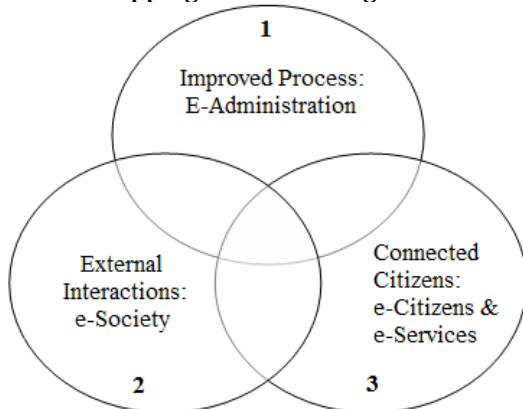 1
Improved Process:
E-Administration
External
Interactions:
e-Society
2
Connected
Citizens:
e-Citizens &
e-Services
3